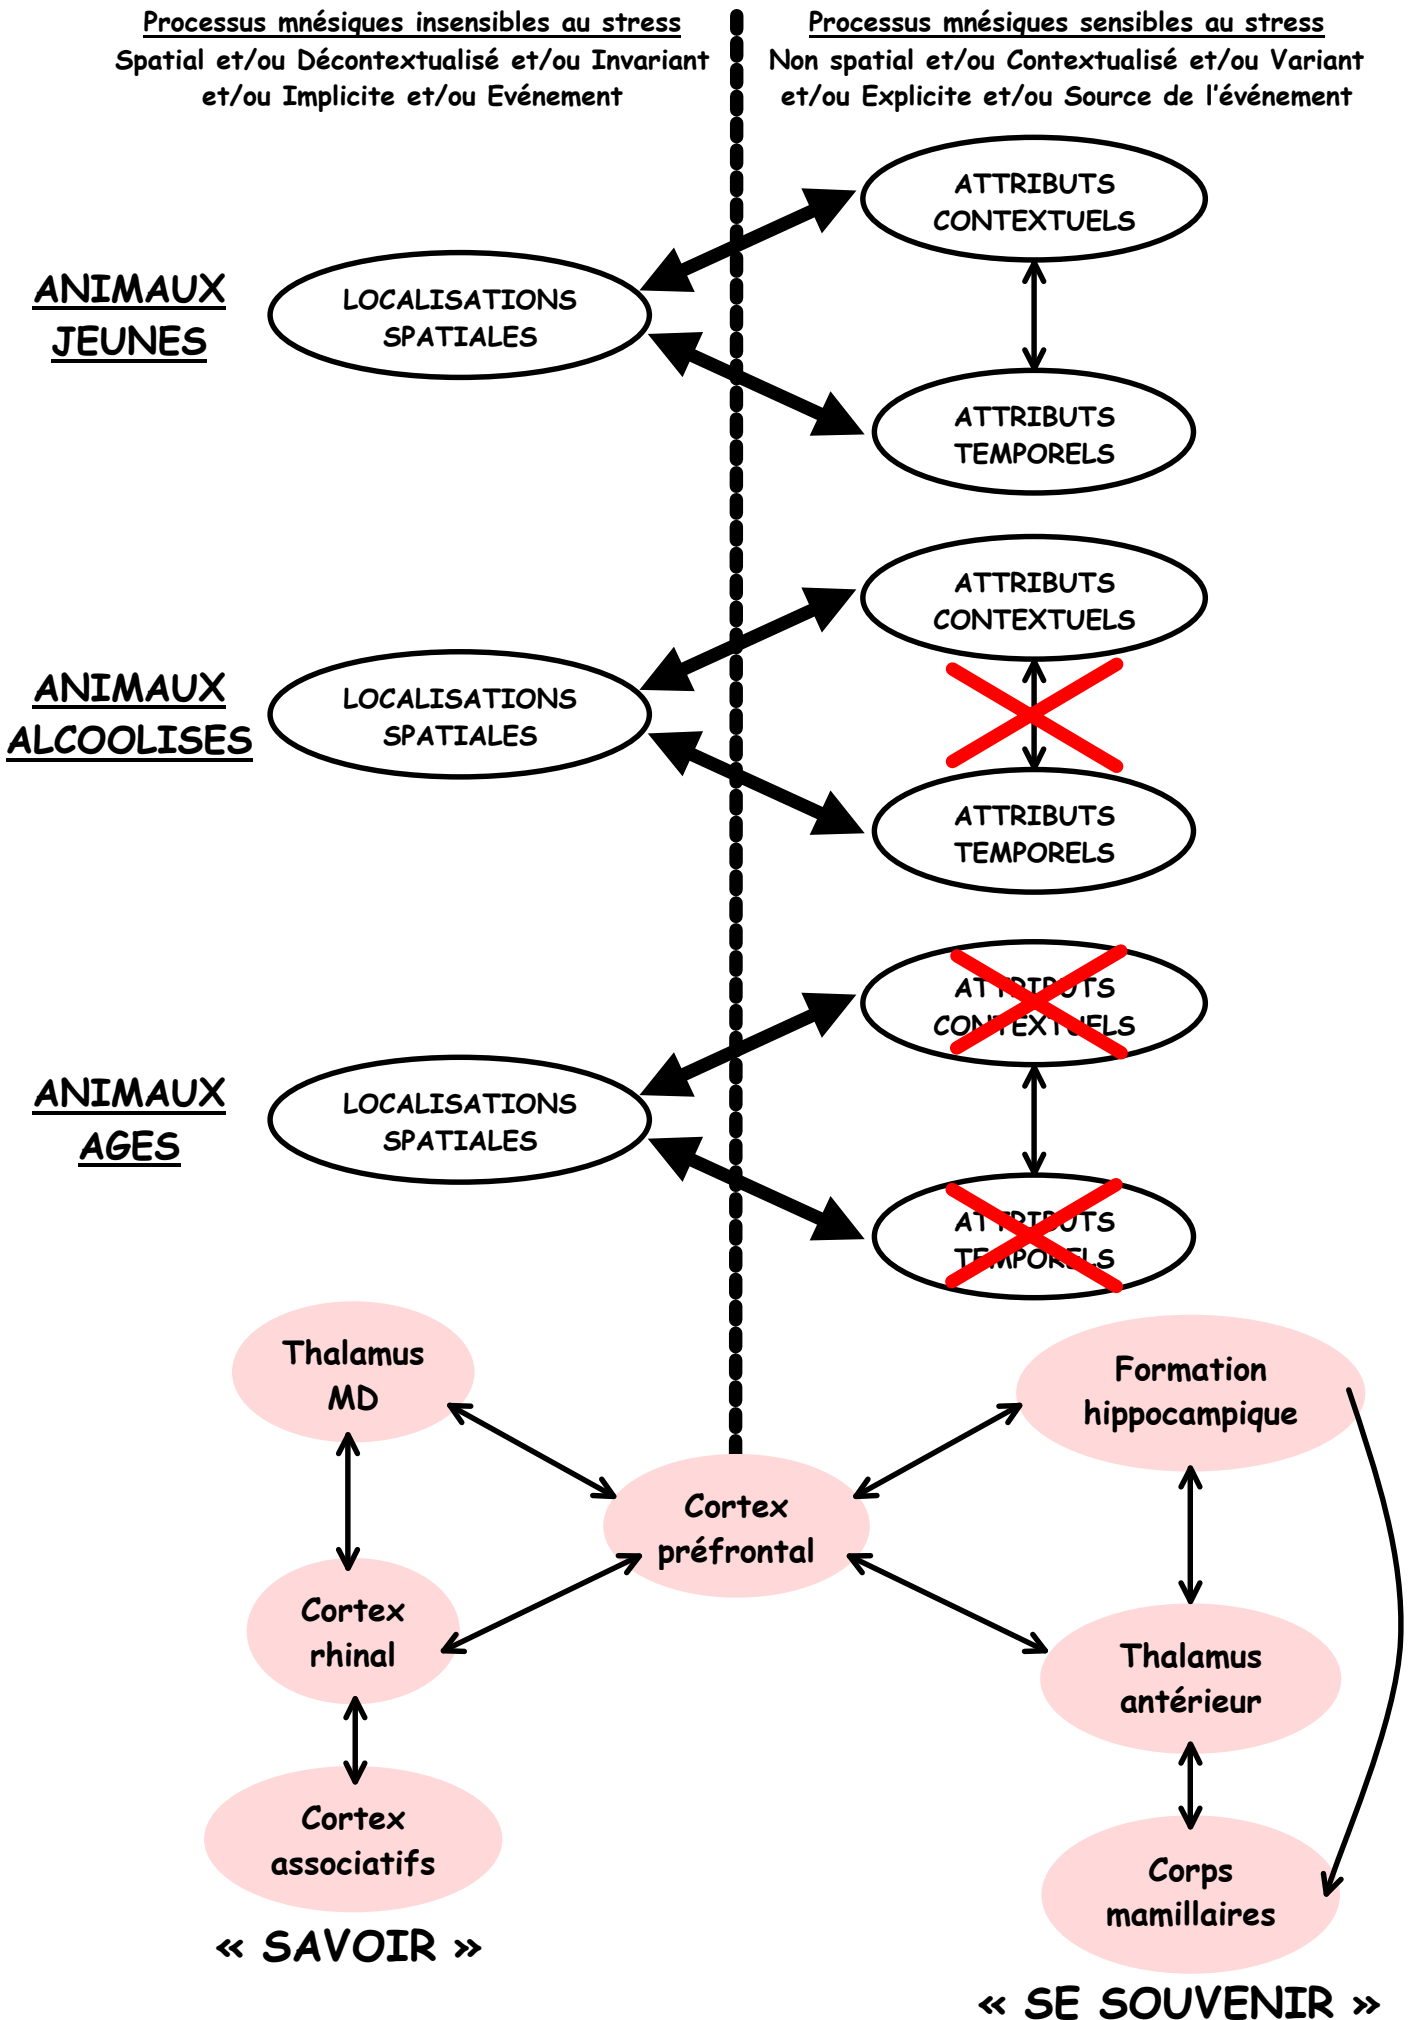 Processus mnésiques insensibles au stress
Spatial et/ou Décontextualisé et/ou Invariant
et/ou Implicite et/ou Evénement
Processus mnésiques sensibles au stress
Non spatial et/ou Contextualisé et/ou Variant
et/ou Explicite et/ou Source de l'événement
ANIMAUX
JEUNES
LOCALISATIONS
SPATIALES
ATTRIBUTS
CONTEXTUELS
ATTRIBUTS
TEMPORELS
ANIMAUX
ALCOOLISES
LOCALISATIONS
SPATIALES
ATTRIBUTS
CONTEXTUELS
ATTRIBUTS
TEMPORELS
ANIMAUX
AGES
LOCALISATIONS
SPATIALES
ATTRIBUTS
CONTEXTUELS
ATTRIBUTS
TEMPORELS
Thalamus
MD
Formation
hippocampique
Cortex
préfrontal
Cortex
rhinal
Thalamus
antérieur
Cortex
associatifs
Corps
mamillaires
« SAVOIR »
« SE SOUVENIR »